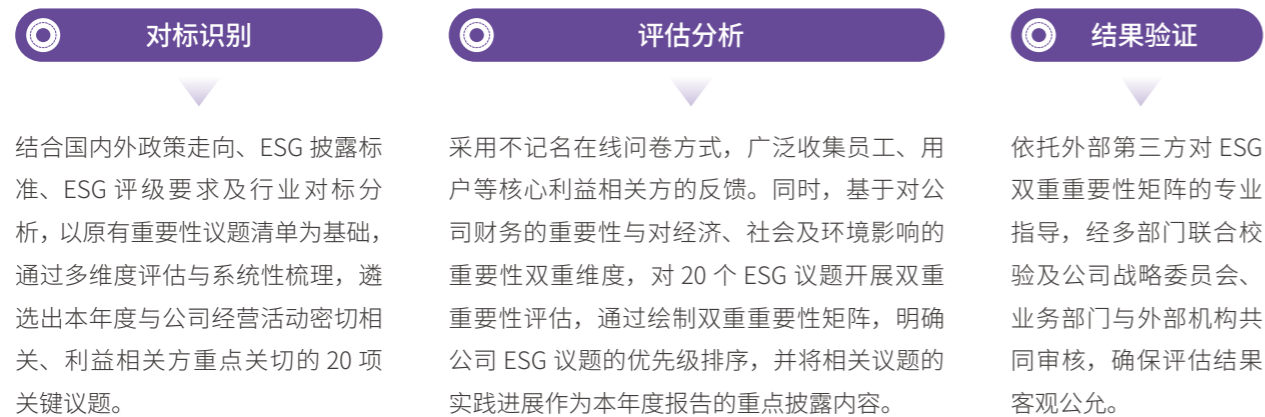 对标识别
结合国内外政策走向、ESG 披露标
准、ESG 评级要求及行业对标分
析，以原有重要性议题清单为基础，
通过多维度评估与系统性梳理，遴
选出本年度与公司经营活动密切相
关、利益相关方重点关切的 20 项
关键议题。
评估分析
采用不记名在线问卷方式，广泛收集员工、用
户等核心利益相关方的反馈。同时，基于对公
司财务的重要性与对经济、社会及环境影响的
重要性双重维度，对 20 个 ESG 议题开展双重
重要性评估，通过绘制双重重要性矩阵，明确
公司 ESG 议题的优先级排序，并将相关议题的
实践进展作为本年度报告的重点披露内容。
结果验证
依托外部第三方对 ESG
双重重要性矩阵的专业
指导，经多部门联合校
验及公司战略委员会、
业务部门与外部机构共
同审核，确保评估结果
客观公允。